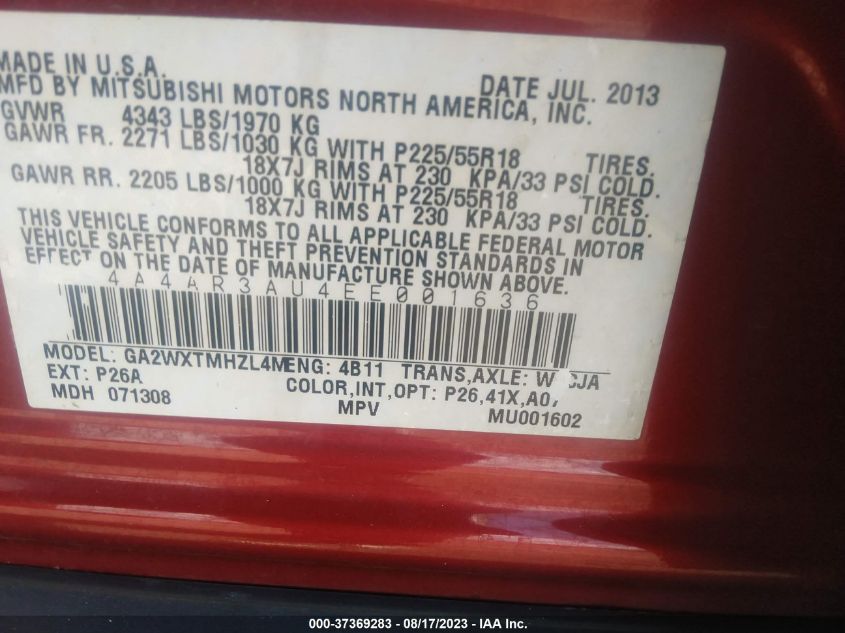 MADE IN U.S.A. DATE JUL. 2013
MFD BY MITSUBISHI MOTORS NORTH AMERICA, INC.
GVWR 4343 LBS/1970 KG
GAWR FR. 2271 LBS/1030 KG WITH P225/55R18 TIRES.
18X7J RIMS AT 230 KPA/33 PSI COLD.
GAWR RR. 2205 LBS/1000 KG WITH P225/55R18 TIRES.
18X7J RIMS AT 230 KPA/33 PSI COLD.
THIS VEHICLE CONFORMS TO ALL APPLICABLE FEDERAL MOTOR
VEHICLE SAFETY AND THEFT PREVENTION STANDARDS IN
EFFECT ON THE DATE OF MANUFACTURE SHOWN ABOVE.
4A4AR3AU4EE001636
MODEL: GA2WXTMHZL4M ENG: 4B11 TRANS,AXLE:
EXT: P26A COLOR,INT,OPT: P26,41X,
MDH 071308 MPV MU001602
000-37369283 - 08/17/2023 - IAA Inc.